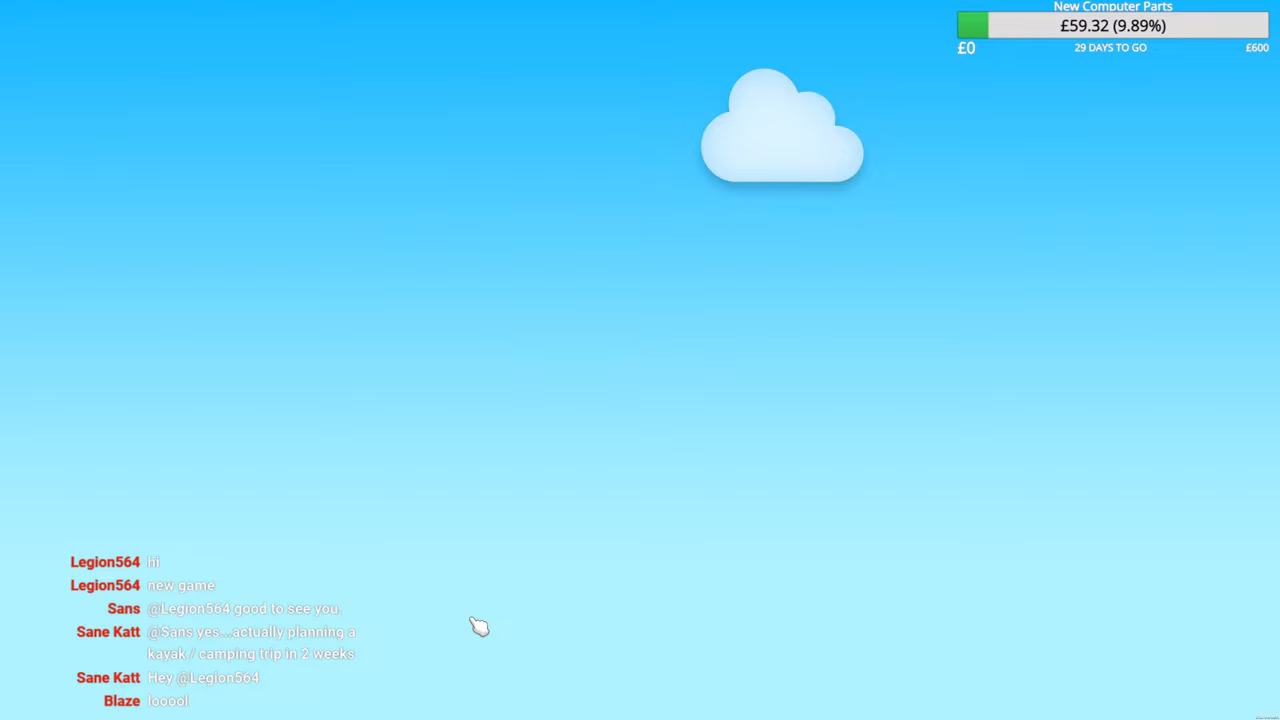 New Computer Parts
£59.32 (9.89%)
£0 29 DAYS TO GO £600
Legion564 hi
Legion564 new game
Sans @Legion564 good to see you.
Sane Katt @Sans yes...actually planning a
kayak / camping trip in 2 weeks
Sane Katt Hey @Legion564
Blaze looool